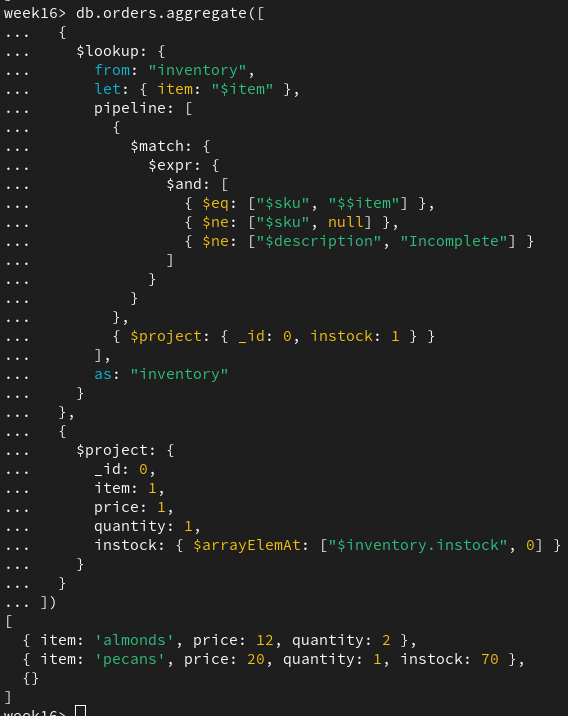 week16> db.orders.aggregate([
...   {
...     $lookup: {
...       from: "inventory",
...       let: { item: "$item" },
...       pipeline: [
...         {
...           $match: {
...             $expr: {
...               $and: [
...                 { $eq: ["$sku", "$$item"] },
...                 { $ne: ["$sku", null] },
...                 { $ne: ["$description", "Incomplete"] }
...               ]
...             }
...           }
...         },
...         { $project: { _id: 0, instock: 1 } }
...       ],
...       as: "inventory"
...     }
...   },
...   {
...     $project: {
...       _id: 0,
...       item: 1,
...       price: 1,
...       quantity: 1,
...       instock: { $arrayElemAt: ["$inventory.instock", 0] }
...     }
...   }
... ])
[
  { item: 'almonds', price: 12, quantity: 2 },
  { item: 'pecans', price: 20, quantity: 1, instock: 70 },
  {}
]
week16>